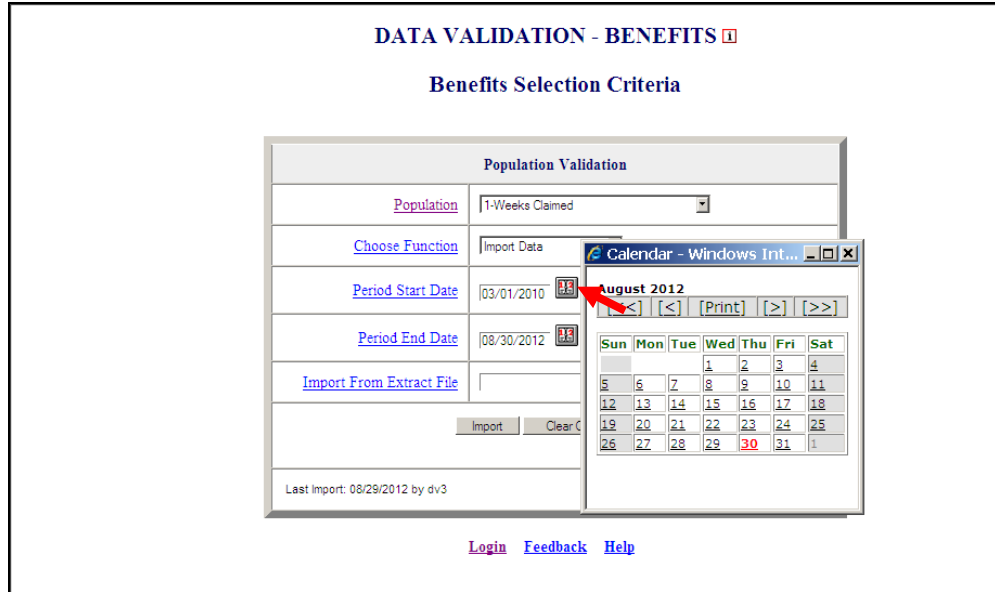 DATA VALIDATION - BENEFITS
Benefits Selection Criteria
Population Validation
Population 1-Weeks Claimed
Choose Function Import Data
Period Start Date 03/01/2010
Period End Date 08/30/2012
Import From Extract File
Import Clear
Last Import: 08/29/2012 by dv3
Calendar - Windows Int...
August 2012
[<] [Print] [>] [>>]
Sun Mon Tue Wed Thu Fri Sat
1 2 3 4
5 6 7 8 9 10 11
12 13 14 15 16 17 18
19 20 21 22 23 24 25
26 27 28 29 30 31 1
Login Feedback Help